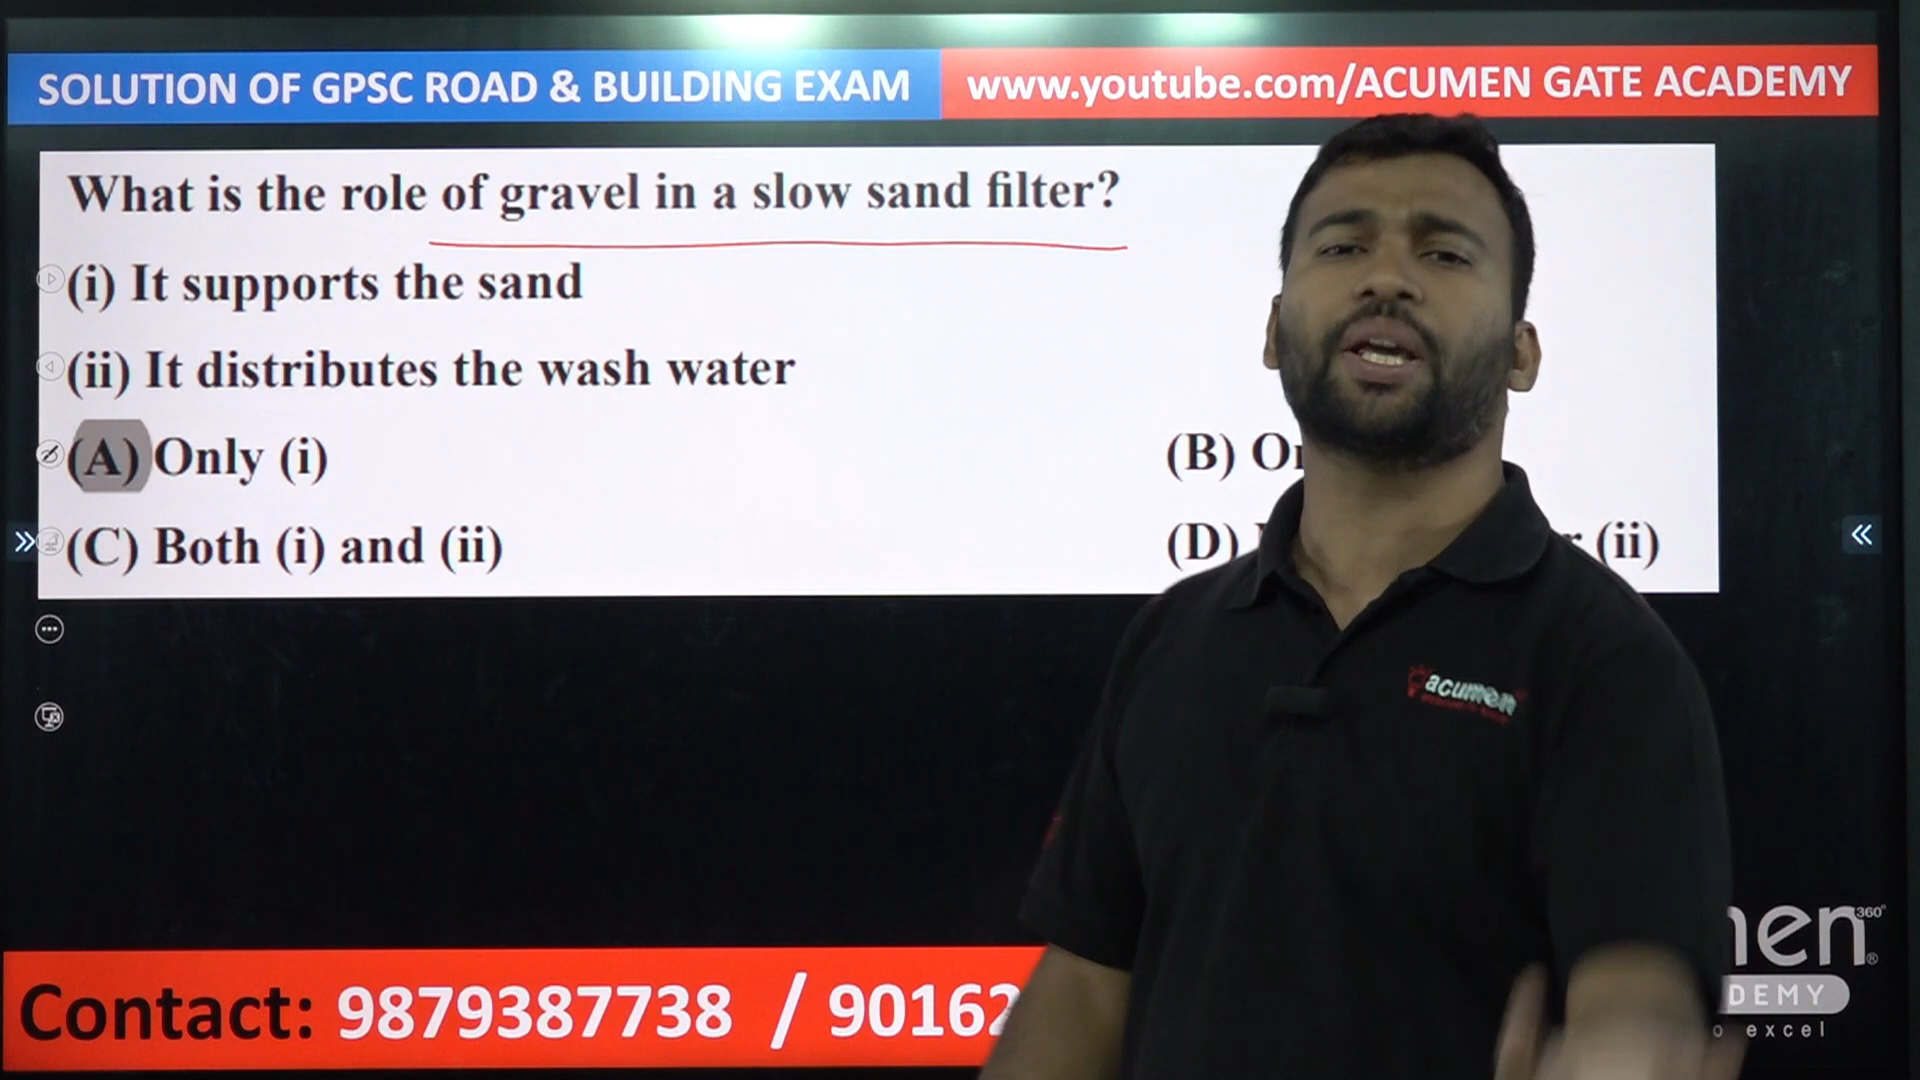 SOLUTION OF GPSC ROAD & BUILDING EXAM www.youtube.com/ACUMEN GATE ACADEMY
What is the role of gravel in a slow sand filter?
(i) It supports the sand
(ii) It distributes the wash water
(A) Only (i)
(B)
(C) Both (i) and (ii)
(D) (ii)
acumen
360°
®
o excel
Contact: 9879387738 / 9016